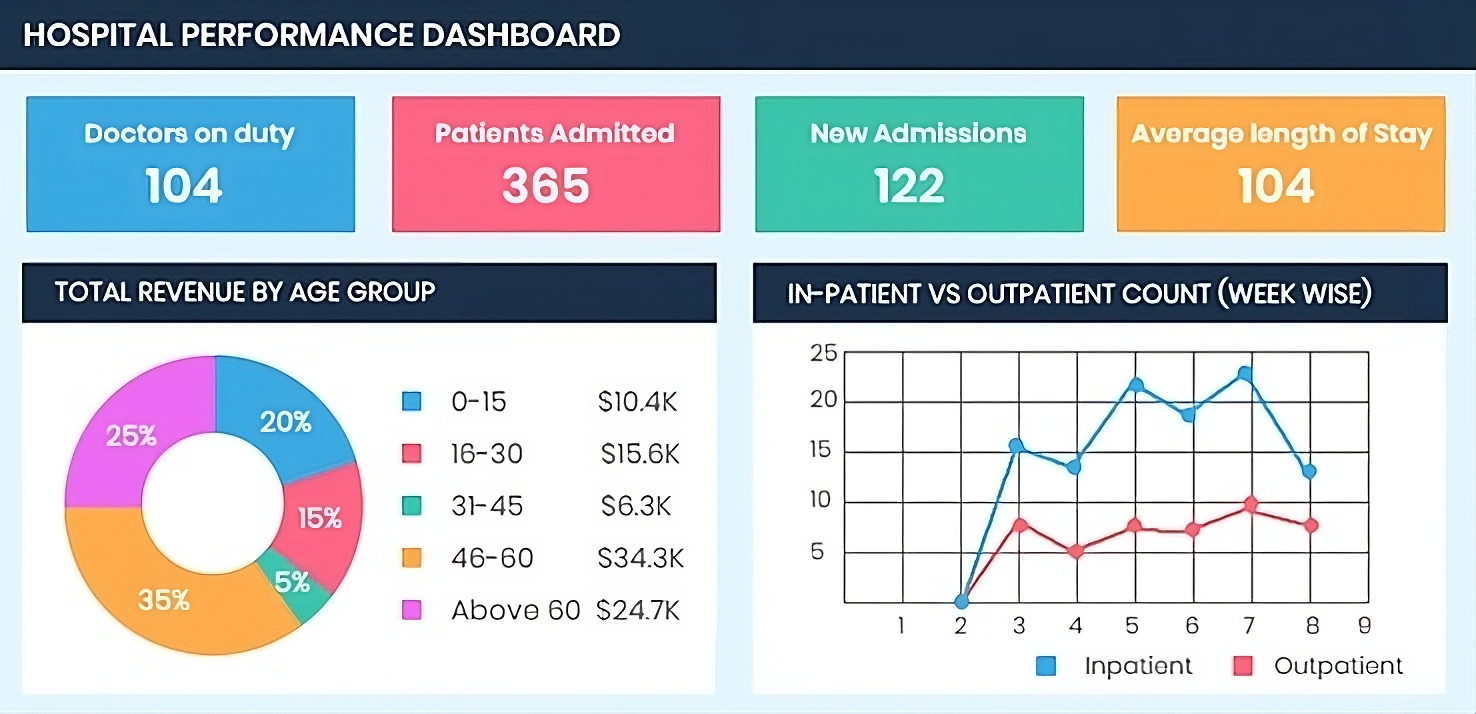 HOSPITAL PERFORMANCE DASHBOARD
Doctors on duty
104
Patients Admitted
365
New Admissions
122
Average length of Stay
104
TOTAL REVENUE BY AGE GROUP
25%
20%
15%
5%
35%
0-15 $10.4K
16-30 $15.6K
31-45 $6.3K
46-60 $34.3K
Above 60 $24.7K
IN-PATIENT VS OUTPATIENT COUNT (WEEK WISE)
25
20
15
10
5
1 2 3 4 5 6 7 8 9
Inpatient Outpatient